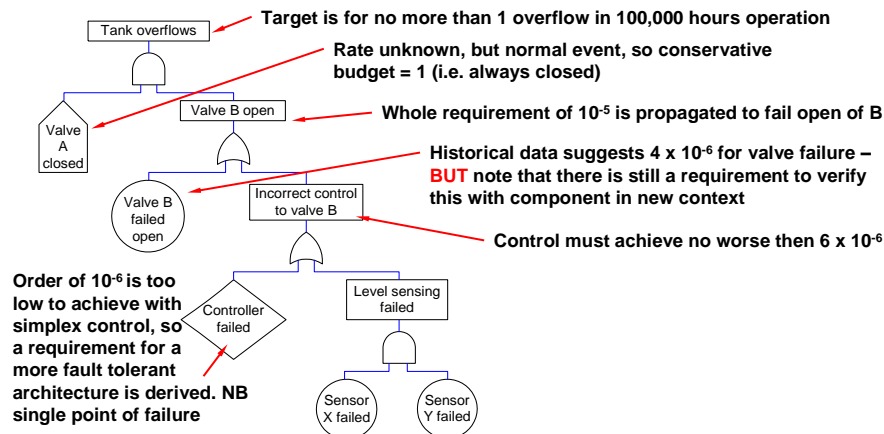 Target is for no more than 1 overflow in 100,000 hours operation
Tank overflows
Rate unknown, but normal event, so conservative
budget = 1 (i.e. always closed)
Valve
A
closed
Valve B open
Whole requirement of 10⁻⁵ is propagated to fail open of B
Historical data suggests 4 x 10⁻⁶ for valve failure –
BUT note that there is still a requirement to verify
this with component in new context
Valve B
failed
open
Incorrect control
to valve B
Control must achieve no worse then 6 x 10⁻⁶
Order of 10⁻⁶ is too
low to achieve with
simplex control, so
a requirement for a
more fault tolerant
architecture is derived. NB
single point of failure
Controller
failed
Level sensing
failed
Sensor
X failed
Sensor
Y failed